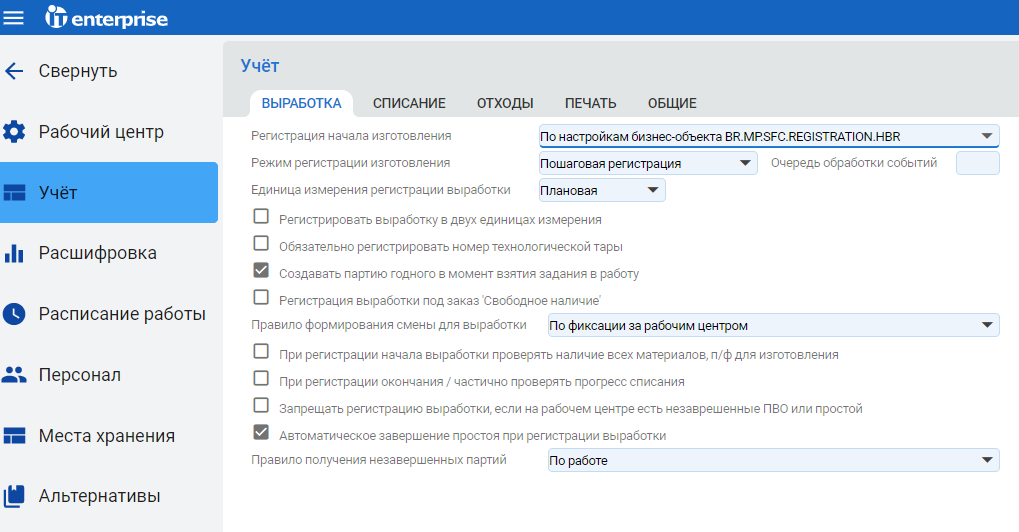 IT enterprise
Свернуть
Рабочий центр
Учёт
Расшифровка
Расписание работы
Персонал
Места хранения
Альтернативы
Учёт
ВЫРАБОТКА СПИСАНИЕ ОТХОДЫ ПЕЧАТЬ ОБЩИЕ
Регистрация начала изготовления По настройкам бизнес-объекта BR.MP.SFC.REGISTRATION.HBR
Режим регистрации изготовления Пошаговая регистрация Очередь обработки событий
Единица измерения регистрации выработки Плановая
Регистрировать выработку в двух единицах измерения
Обязательно регистрировать номер технологической тары
Создавать партию годного в момент взятия задания в работу
Регистрация выработки под заказ 'Свободное наличие'
Правило формирования смены для выработки По фиксации за рабочим центром
При регистрации начала выработки проверять наличие всех материалов, п/ф для изготовления
При регистрации окончания / частично проверять прогресс списания
Запрещать регистрацию выработки, если на рабочем центре есть незаврешенные ПВО или простой
Автоматическое завершение простоя при регистрации выработки
Правило получения незавершенных партий По работе